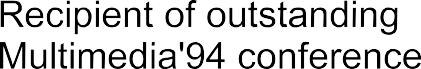 Recipient of outstanding
Multimedia'94 conference